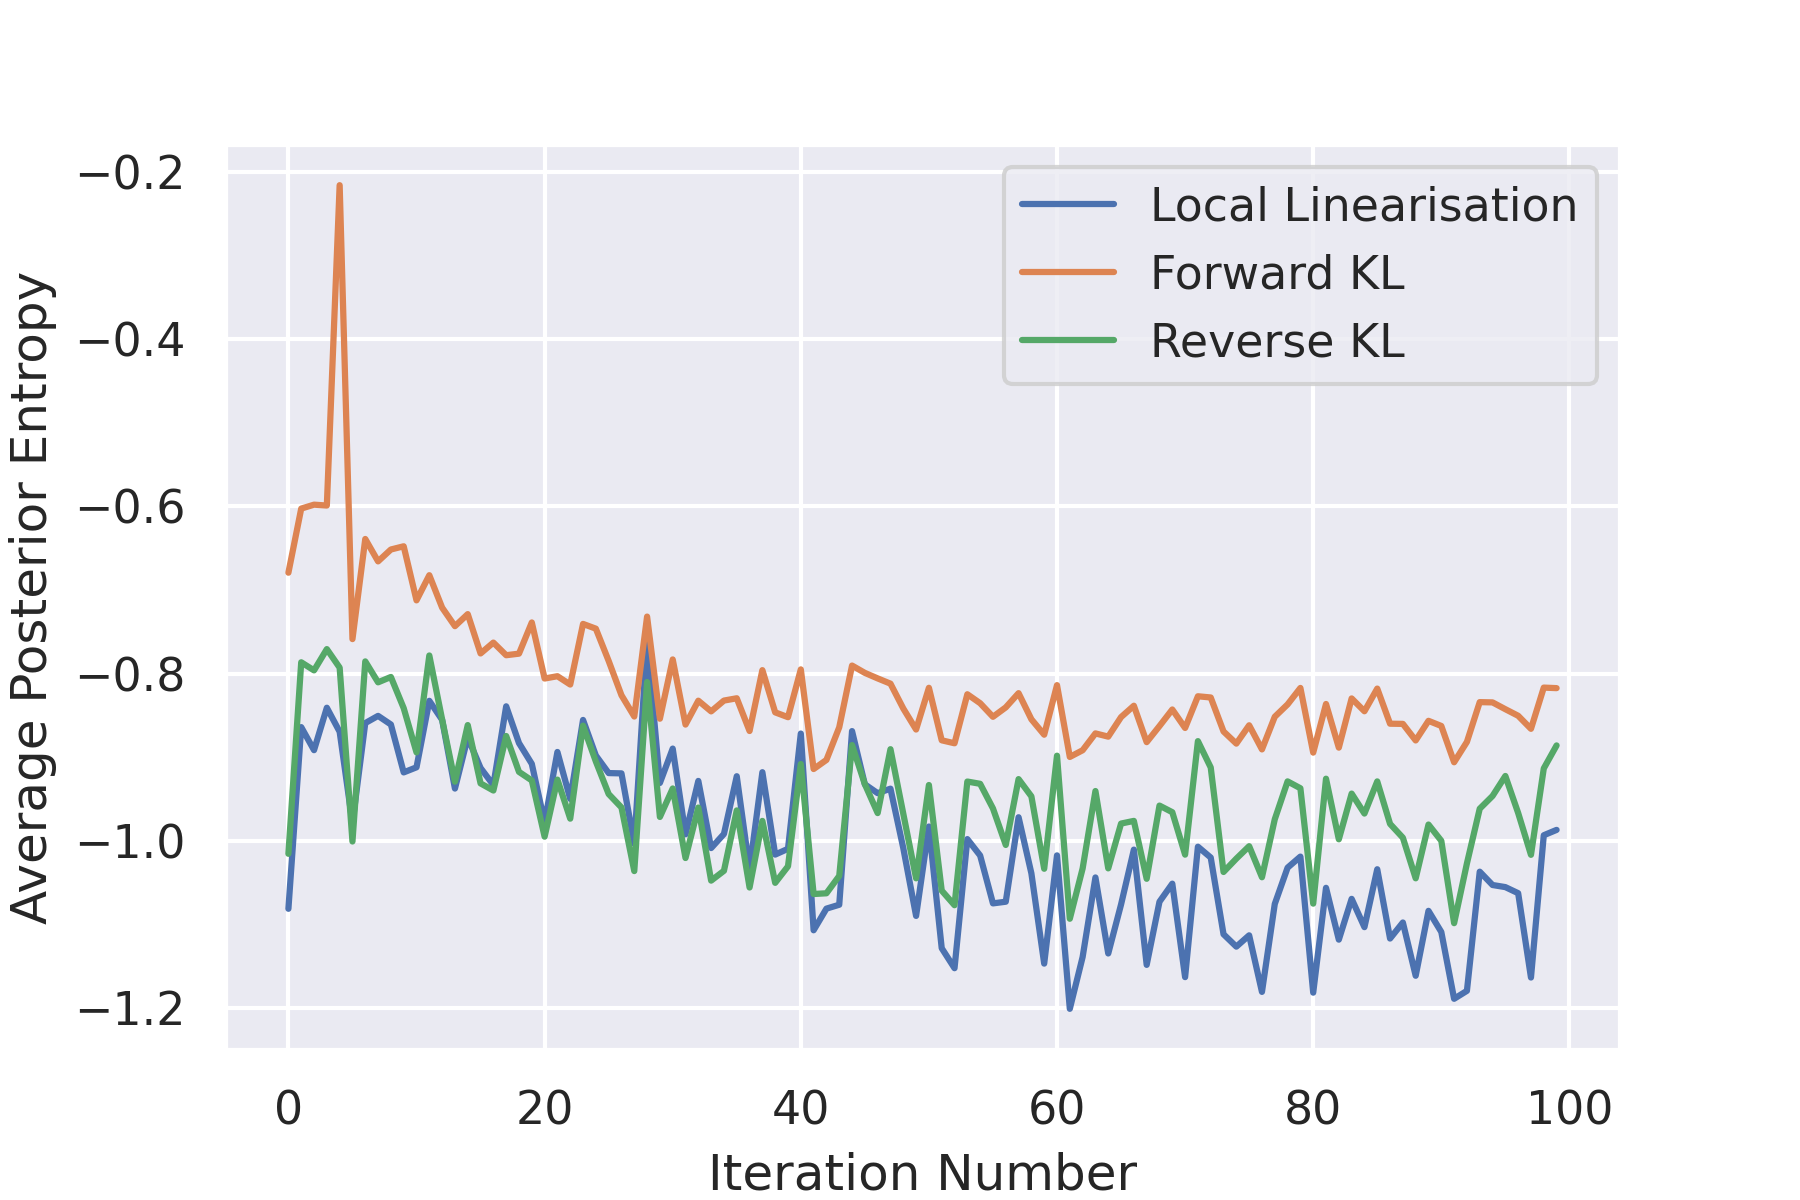 Local Linearisation
Forward KL
Reverse KL
Average Posterior Entropy
−0.2
−0.4
−0.6
−0.8
−1.0
−1.2
0 20 40 60 80 100
Iteration Number